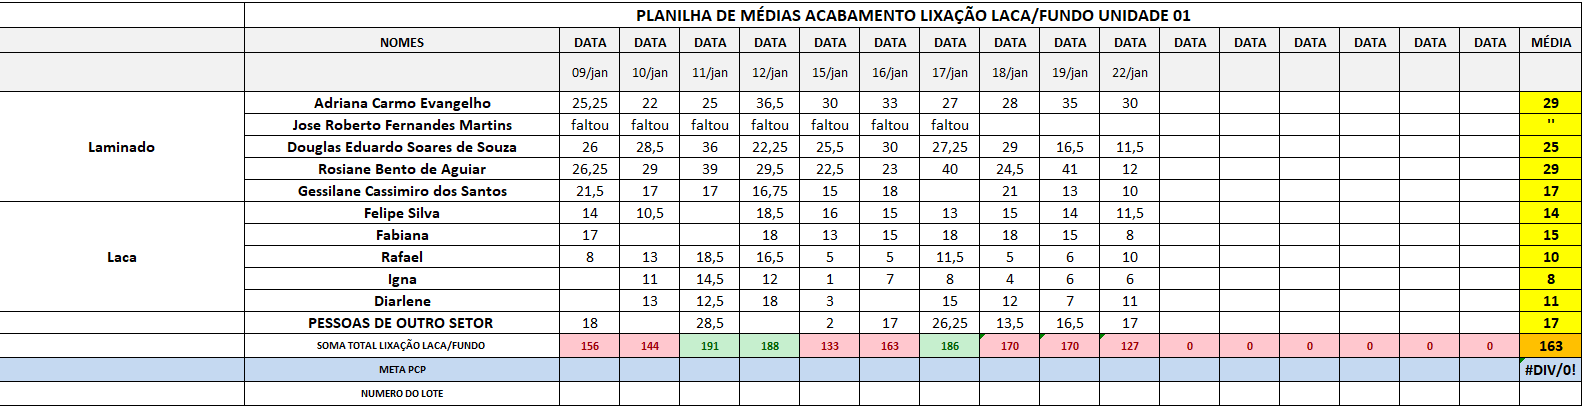 PLANILHA DE MÉDIAS ACABAMENTO LIXAÇÃO LACA/FUNDO UNIDADE 01
NOMES DATA DATA DATA DATA DATA DATA DATA DATA DATA DATA DATA DATA DATA DATA DATA MÉDIA
09/jan 10/jan 11/jan 12/jan 15/jan 16/jan 17/jan 18/jan 19/jan 22/jan
Adriana Carmo Evangelho 25,25 22 25 36,5 30 33 27 28 35 30 29
Jose Roberto Fernandes Martins faltou faltou faltou faltou faltou faltou faltou "
Laminado Douglas Eduardo Soares de Souza 26 28,5 36 22,25 25,5 30 27,25 29 16,5 11,5 25
Rosiane Bento de Aguiar 26,25 29 39 29,5 22,5 23 40 24,5 41 12 29
Gessilane Cassimiro dos Santos 21,5 17 17 16,75 15 18 21 13 10 17
Felipe Silva 14 10,5 18,5 16 15 13 15 14 11,5 14
Fabiana 17 18 13 15 18 18 15 8 15
Laca Rafael 8 13 18,5 16,5 5 5 11,5 5 6 10 10
Igna 11 14,5 12 1 7 8 4 6 6 8
Diarlene 13 12,5 18 3 15 12 7 11 11
PESSOAS DE OUTRO SETOR 18 28,5 2 17 26,25 13,5 16,5 17 17
SOMA TOTAL LIXAÇÃO LACA/FUNDO 156 144 191 188 133 163 186 170 170 127 0 0 0 0 0 163
META PCP #DIV/0!
NUMERO DO LOTE